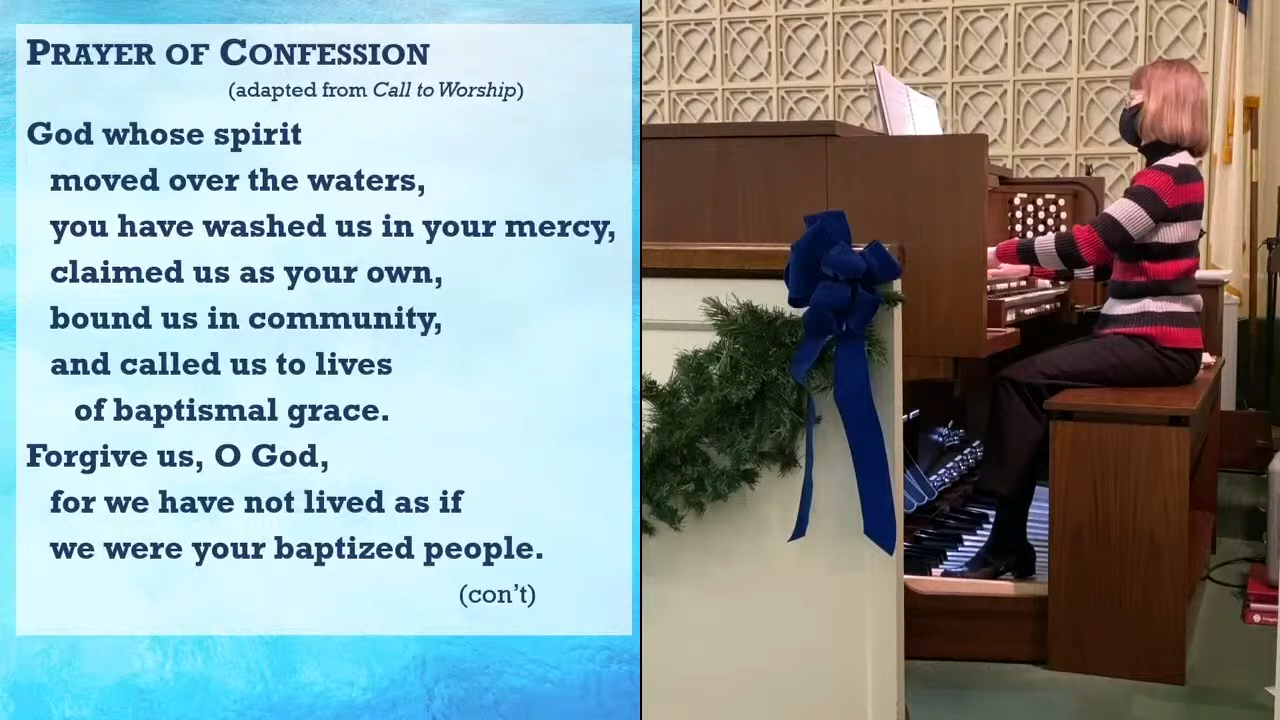 PRAYER OF CONFESSION
(adapted from Call to Worship)
God whose spirit
moved over the waters,
you have washed us in your mercy,
claimed us as your own,
bound us in community,
and called us to lives
of baptismal grace.
Forgive us, O God,
for we have not lived as if
we were your baptized people.
(con’t)